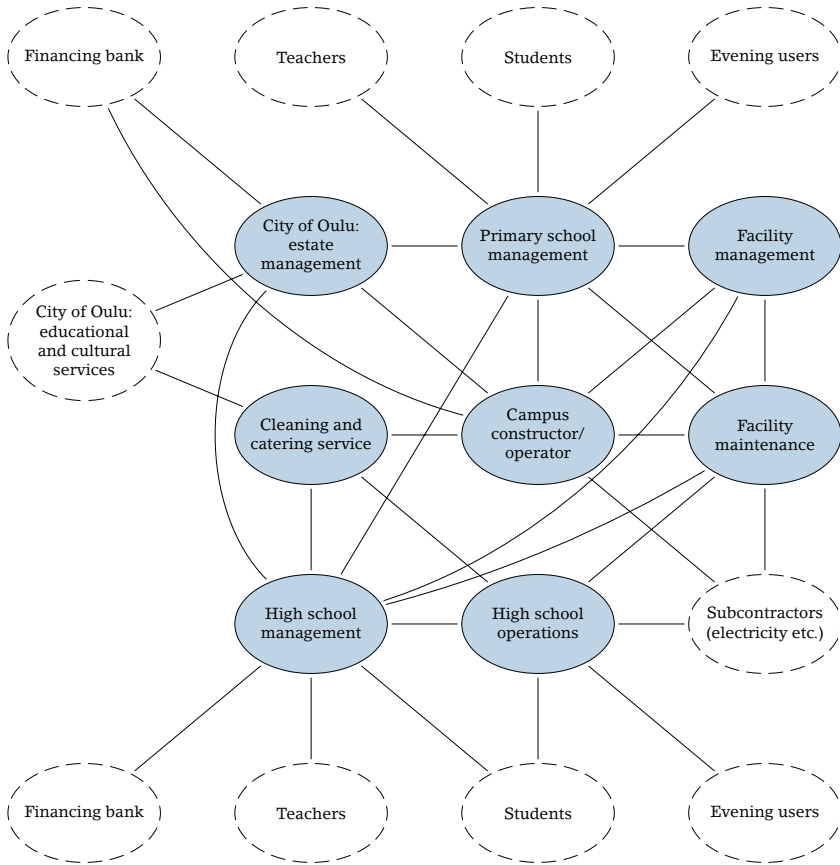 Financing bank
Teachers
Students
Evening users
City of Oulu:
estate
management
Primary school
management
Facility
management
City of Oulu:
educational
and cultural
services
Cleaning and
catering service
Campus
constructor/
operator
Facility
maintenance
High school
management
High school
operations
Subcontractors
(electricity etc.)
Financing bank
Teachers
Students
Evening users